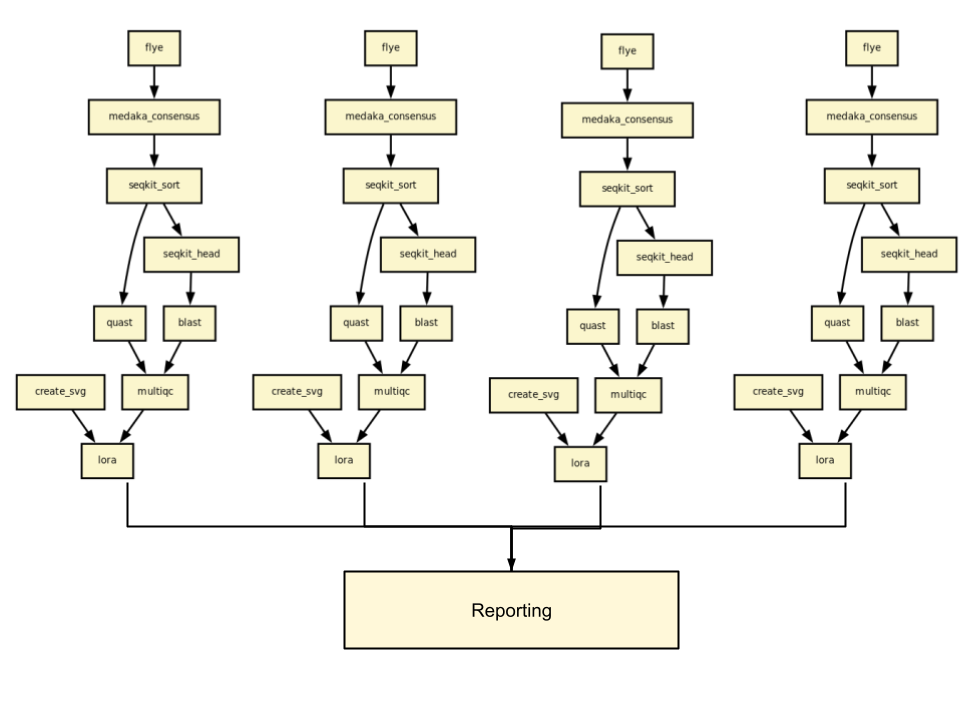 flye flye flye flye
medaka_consensus medaka_consensus medaka_consensus medaka_consensus
seqkit_sort seqkit_sort seqkit_sort seqkit_sort
seqkit_head seqkit_head seqkit_head seqkit_head
quast blast quast blast quast blast quast blast
create_svg multiqc create_svg multiqc create_svg multiqc create_svg multiqc
lora lora lora lora
Reporting